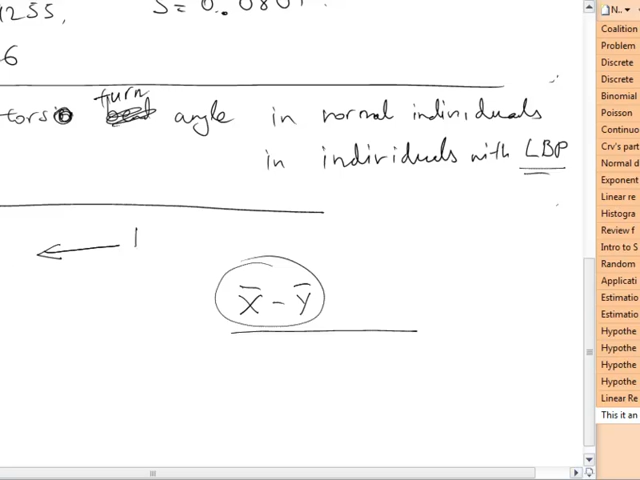 1255,
6
torso turn angle in normal individuals
in individuals with LBP
X̄ - Ȳ
N..
Coalition
Problem
Discrete
Discrete
Binomial
Poisson
Continuo
Crv's part
Normal d
Exponent
Linear re
Histogra
Review f
Intro to S
Random
Applicati
Estimatio
Estimatio
Hypothe
Hypothe
Hypothe
Hypothe
Linear Re
This it an